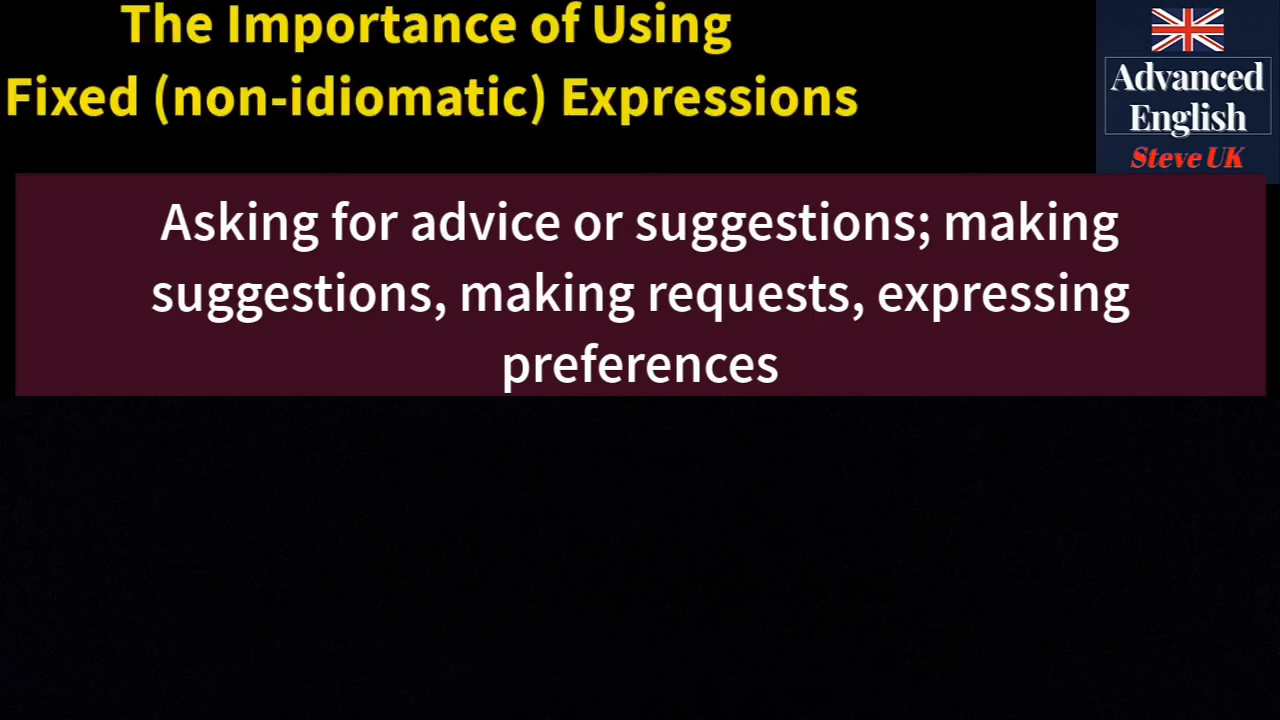 The Importance of Using
Fixed (non-idiomatic) Expressions
Advanced
English
Steve UK
Asking for advice or suggestions; making
suggestions, making requests, expressing
preferences